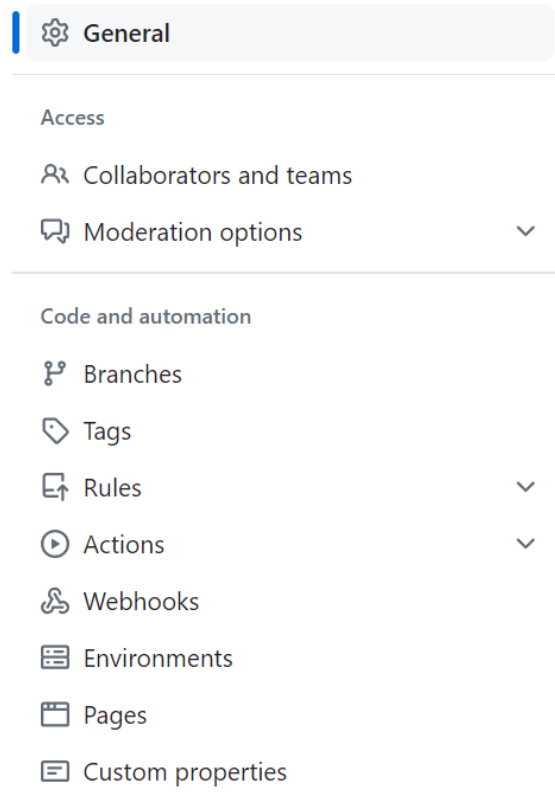 General
Access
Collaborators and teams
Moderation options
Code and automation
Branches
Tags
Rules
Actions
Webhooks
Environments
Pages
Custom properties